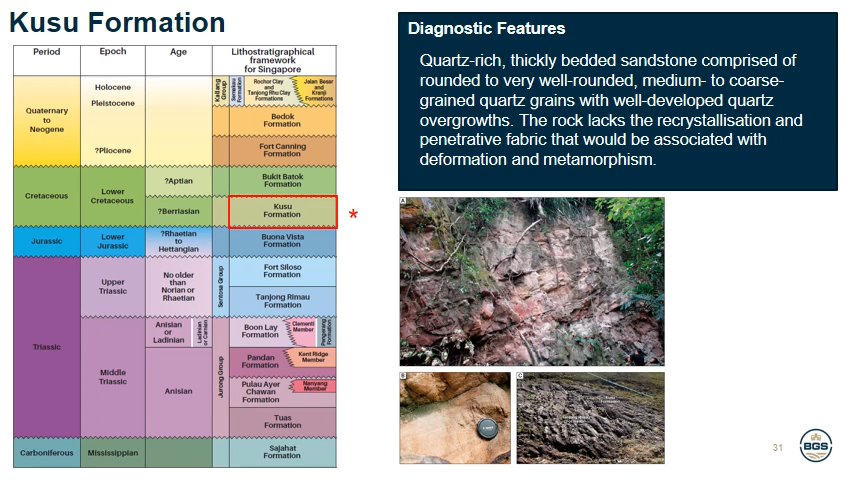 Kusu Formation
Diagnostic Features
Quartz-rich, thickly bedded sandstone comprised of
rounded to very well-rounded, medium- to coarse-
grained quartz grains with well-developed quartz
overgrowths. The rock lacks the recrystallisation and
penetrative fabric that would be associated with
deformation and metamorphism.
Period
Epoch
Age
Lithostratigraphical
framework
for Singapore
Quaternary
to
Neogene
Holocene
Pleistocene
?Pliocene
Kallang
Group
Semakau
Formation
Rochor Clay
and
Tanjong Rhu Clay
Formations
Jalan Besar
and
Kranji
Formations
Bedok
Formation
Fort Canning
Formation
Cretaceous
Lower
Cretaceous
?Aptian
Bukit Batok
Formation
?Berriasian
Kusu
Formation
*
Jurassic
Lower
Jurassic
?Rhaetian
to
Hettangian
Buona Vista
Formation
Triassic
Upper
Triassic
No older
than
Norian or
Rhaetian
Sentosa Group
Fort Siloso
Formation
Tanjong Rimau
Formation
Middle
Triassic
Anisian
or
Ladinian
Ladinian
or Carnian
Jurong Group
Boon Lay
Formation
Clementi
Member
Pengerang
Formation
Pandan
Formation
Kent Ridge
Member
Anisian
Pulau Ayer
Chawan
Formation
Nanyang
Member
Tuas
Formation
Carboniferous
Mississippian
Sajahat
Formation
A
B
C
31
BGS